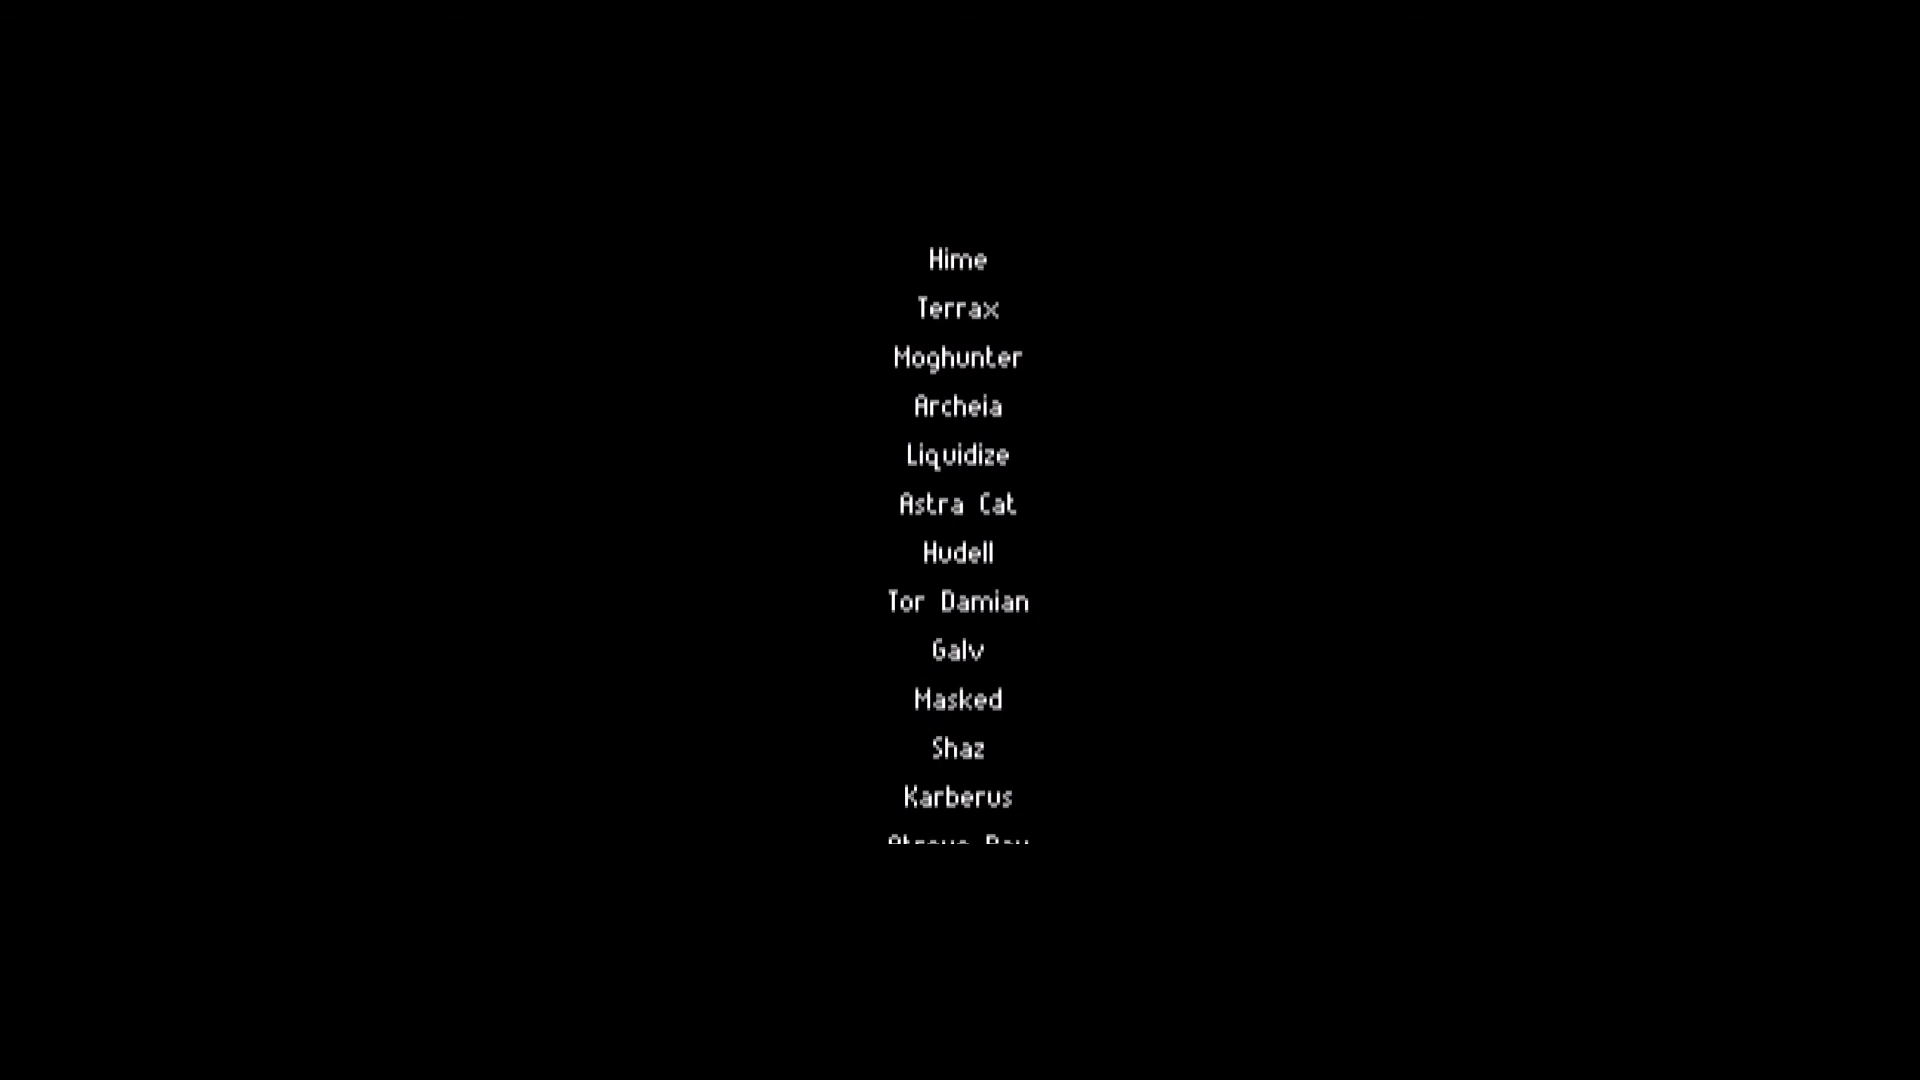 Hime
Terrax
Moghunter
Archeia
Liquidize
Astra Cat
Hudell
Tor Damian
Galv
Masked
Shaz
Karberus